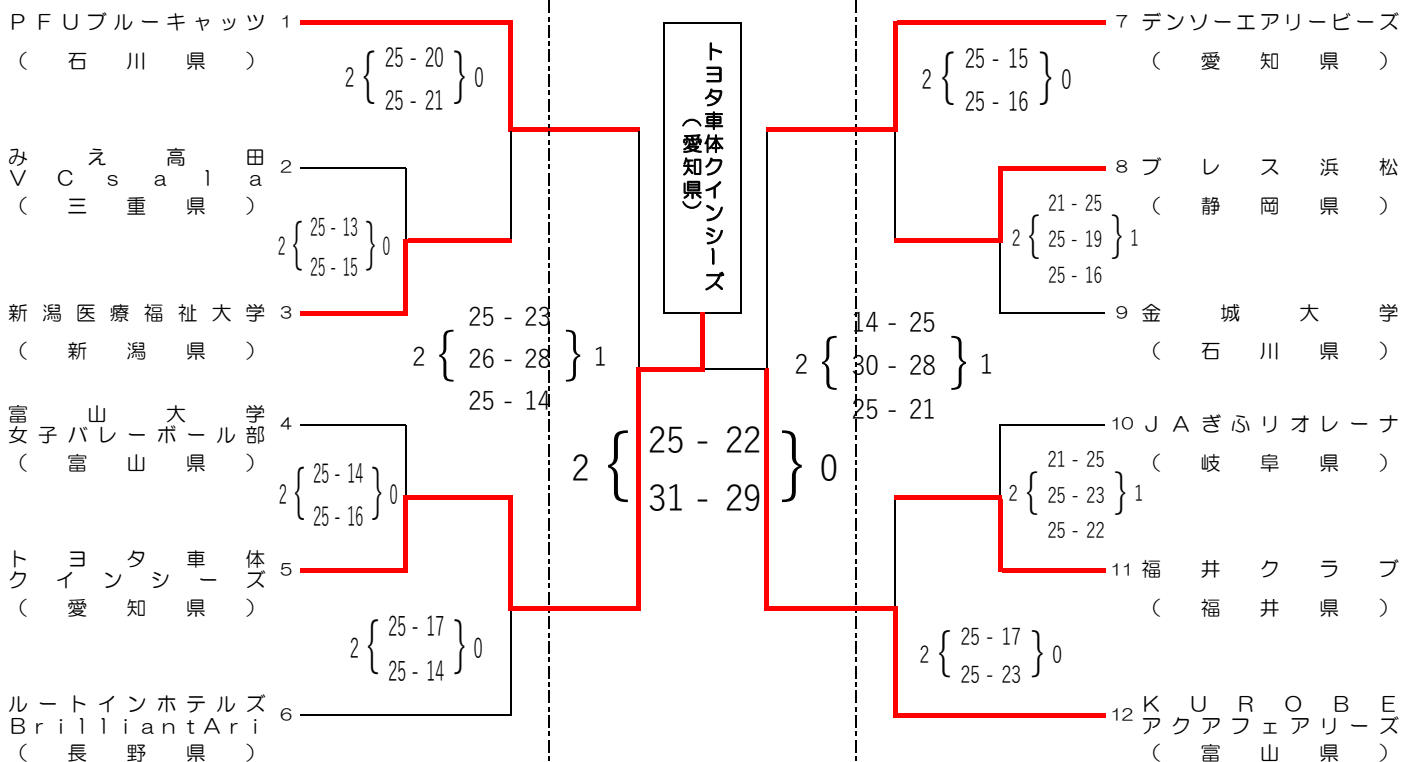 PFUブルーキャッツ 1
(石川県)
2 { 25 - 20 } 0
25 - 21
みえ高田 2
VCsala
(三重県)
2 { 25 - 13 } 0
25 - 15
新潟医療福祉大学 3
(新潟県)
25 - 23
2 { 26 - 28 } 1
25 - 14
富山大学 4
女子バレーボール部
(富山県)
2 { 25 - 14 } 0
25 - 16
トヨタ車体 5
クインシーズ
(愛知県)
2 { 25 - 17 } 0
25 - 14
ルートインホテルズ 6
BrilliantAri
(長野県)
トヨタ車体クインシーズ
(愛知県)
2 { 25 - 22 } 0
31 - 29
7 デンソーエアリービーズ
(愛知県)
2 { 25 - 15 } 0
25 - 16
8 ブレス浜松
(静岡県)
21 - 25
2 { 25 - 19 } 1
25 - 16
9 金城大学
(石川県)
14 - 25
2 { 30 - 28 } 1
25 - 21
10 JAぎふリオレーナ
(岐阜県)
21 - 25
2 { 25 - 23 } 1
25 - 22
11 福井クラブ
(福井県)
2 { 25 - 17 } 0
25 - 23
12 KUROBE
アクアフェアリーズ
(富山県)